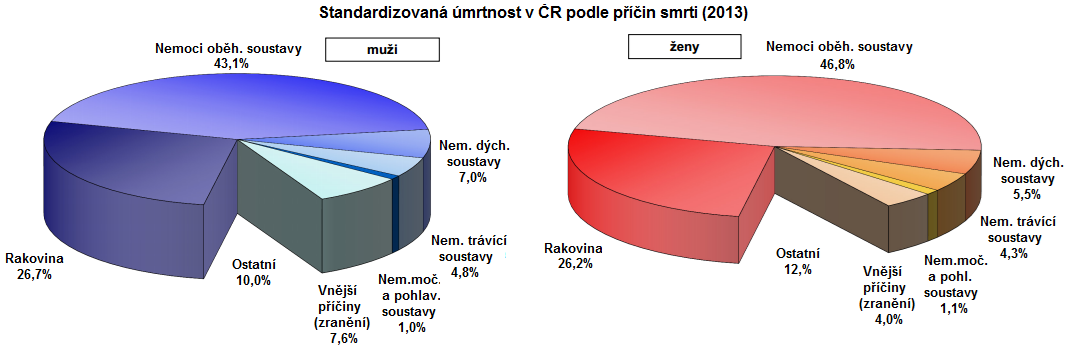 Standardizovaná úmrtnost v ČR podle příčin smrti (2013)
muži
Nemoci oběh. soustavy
43,1%
Nem. dých.
soustavy
7,0%
Nem. trávící
soustavy
4,8%
Nem.moč.
a pohlav.
soustavy
1,0%
Vnější
příčiny
(zranění)
7,6%
Ostatní
10,0%
Rakovina
26,7%
ženy
Nemoci oběh. soustavy
46,8%
Nem. dých.
soustavy
5,5%
Nem. trávící
soustavy
4,3%
Nem.moč.
a pohl.
soustavy
1,1%
Vnější
příčiny
(zranění)
4,0%
Ostatní
12,%
Rakovina
26,2%